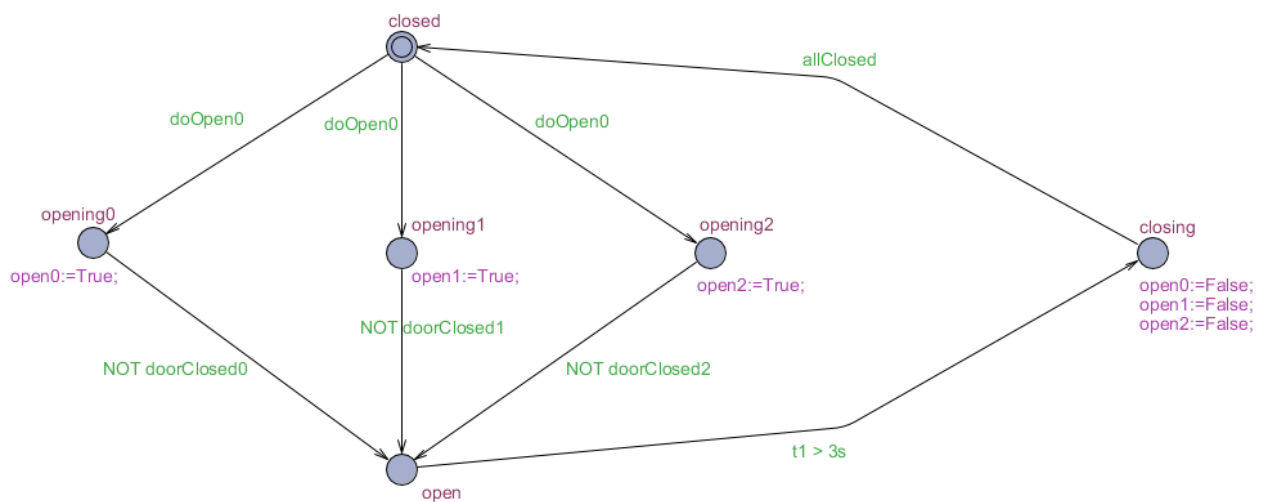 closed
allClosed
doOpen0
doOpen0
doOpen0
opening0
opening1
opening2
closing
open0:=True;
open1:=True;
open2:=True;
open0:=False;
open1:=False;
open2:=False;
NOT doorClosed1
NOT doorClosed0
NOT doorClosed2
t1 > 3s
open